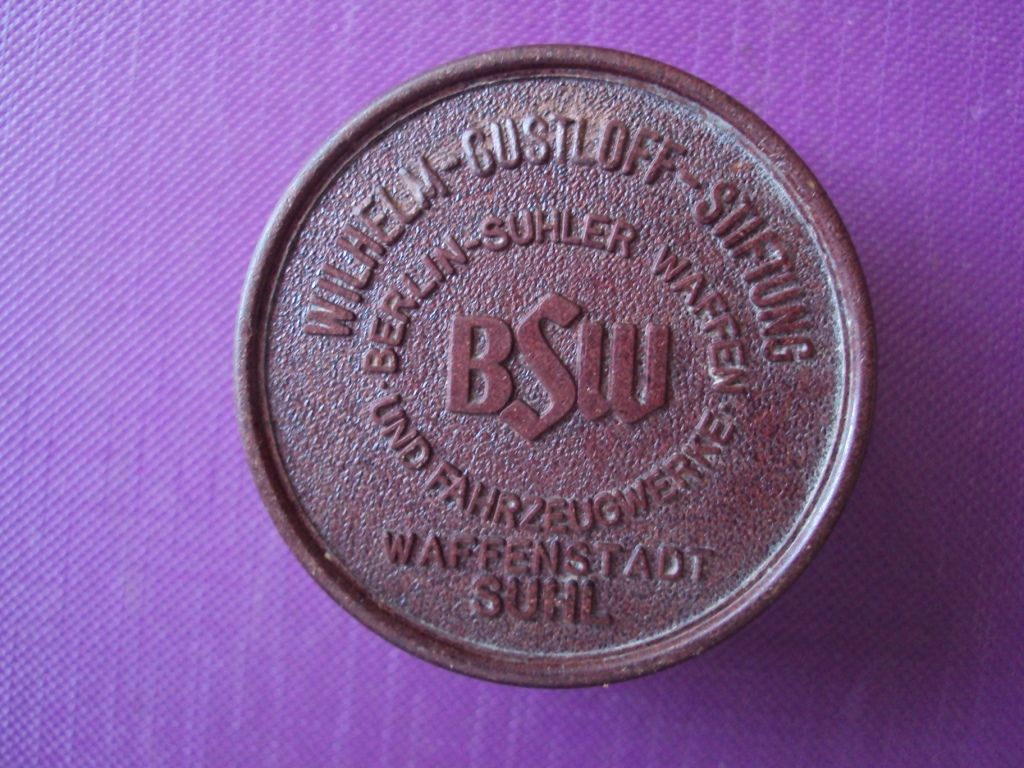 WILHELM-GUSTLOFF-STIFTUNG
·BERLIN-SUHLER WAFFEN·
UND FAHRZEUGWERKE
BSW
WAFFENSTADT
SUHL